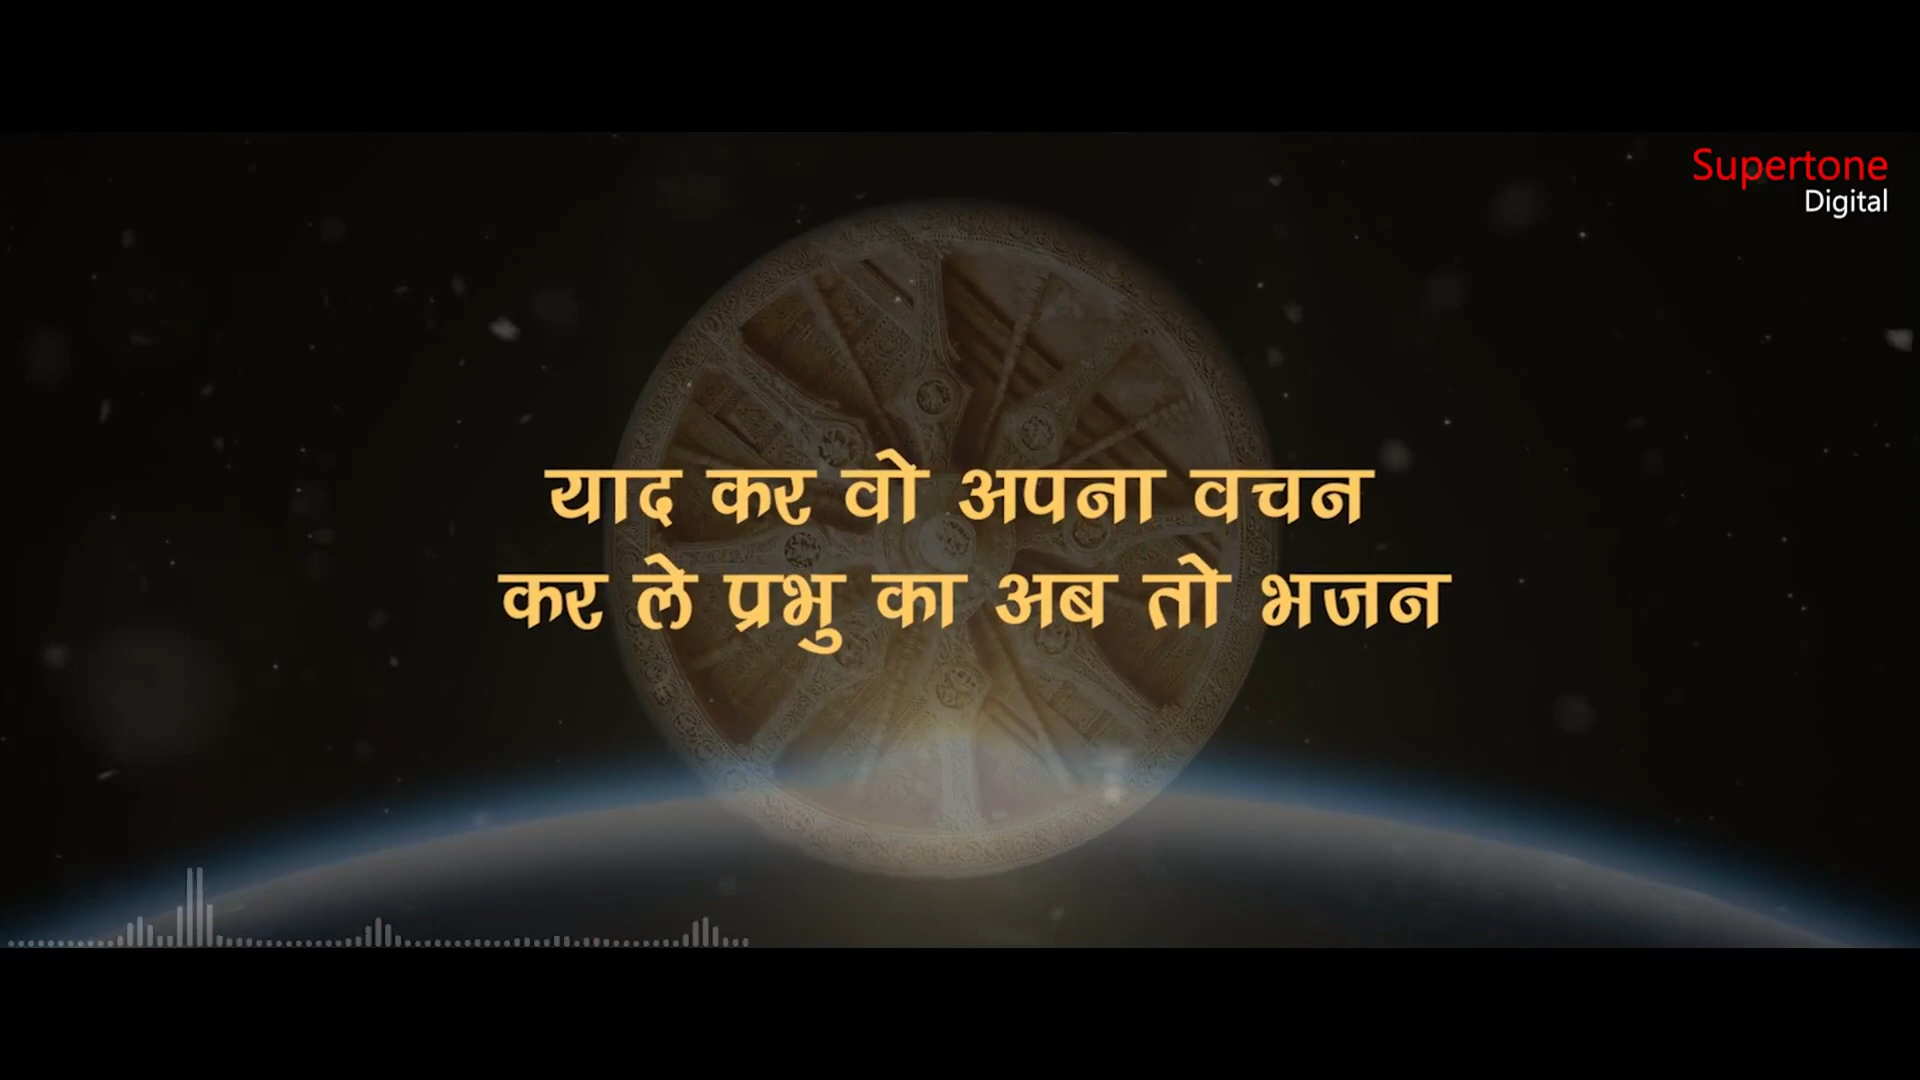 Supertone
Digital
याद कर वो अपना वचन
कर ले प्रभु का अब तो भजन